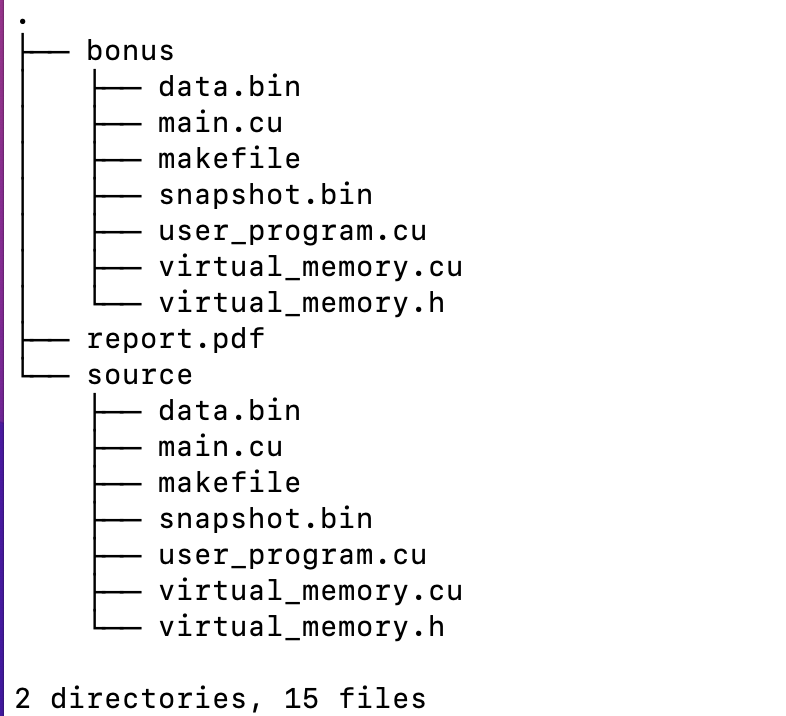 .
├── bonus
│   ├── data.bin
│   ├── main.cu
│   ├── makefile
│   ├── snapshot.bin
│   ├── user_program.cu
│   ├── virtual_memory.cu
│   └── virtual_memory.h
├── report.pdf
└── source
    ├── data.bin
    ├── main.cu
    ├── makefile
    ├── snapshot.bin
    ├── user_program.cu
    ├── virtual_memory.cu
    └── virtual_memory.h

2 directories, 15 files